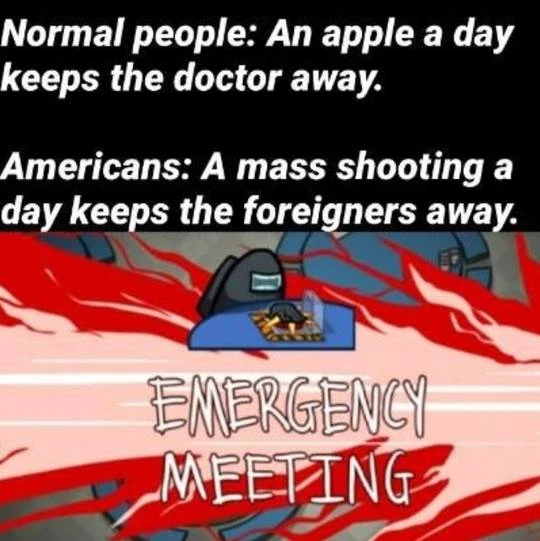 Normal people: An apple a day
keeps the doctor away.
Americans: A mass shooting a
day keeps the foreigners away.
EMERGENCY
MEETING